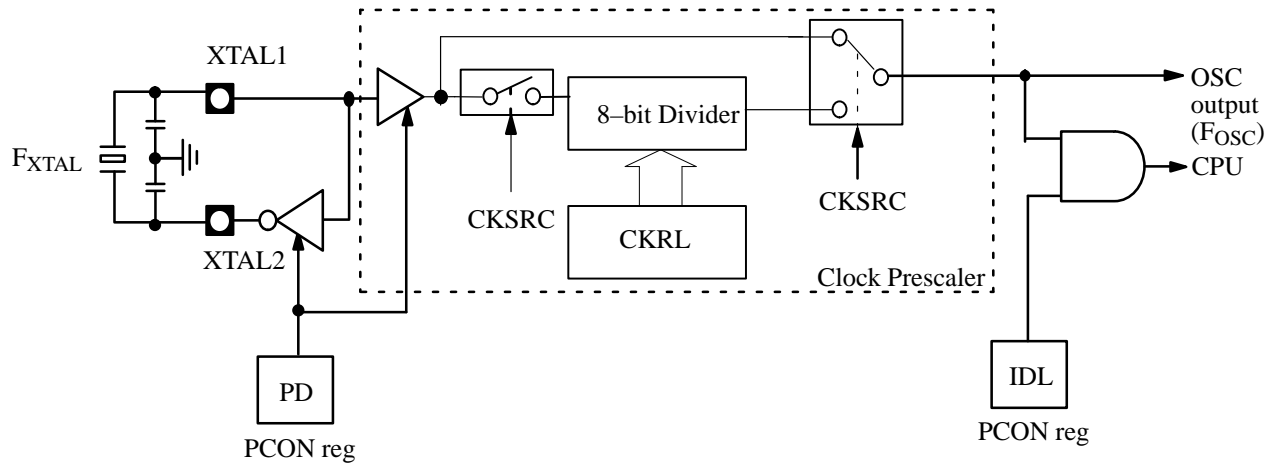 XTAL1
OSC
output
(FOSC)
8–bit Divider
FXTAL
CPU
CKSRC
CKSRC
CKRL
XTAL2
Clock Prescaler
PD
IDL
PCON reg
PCON reg